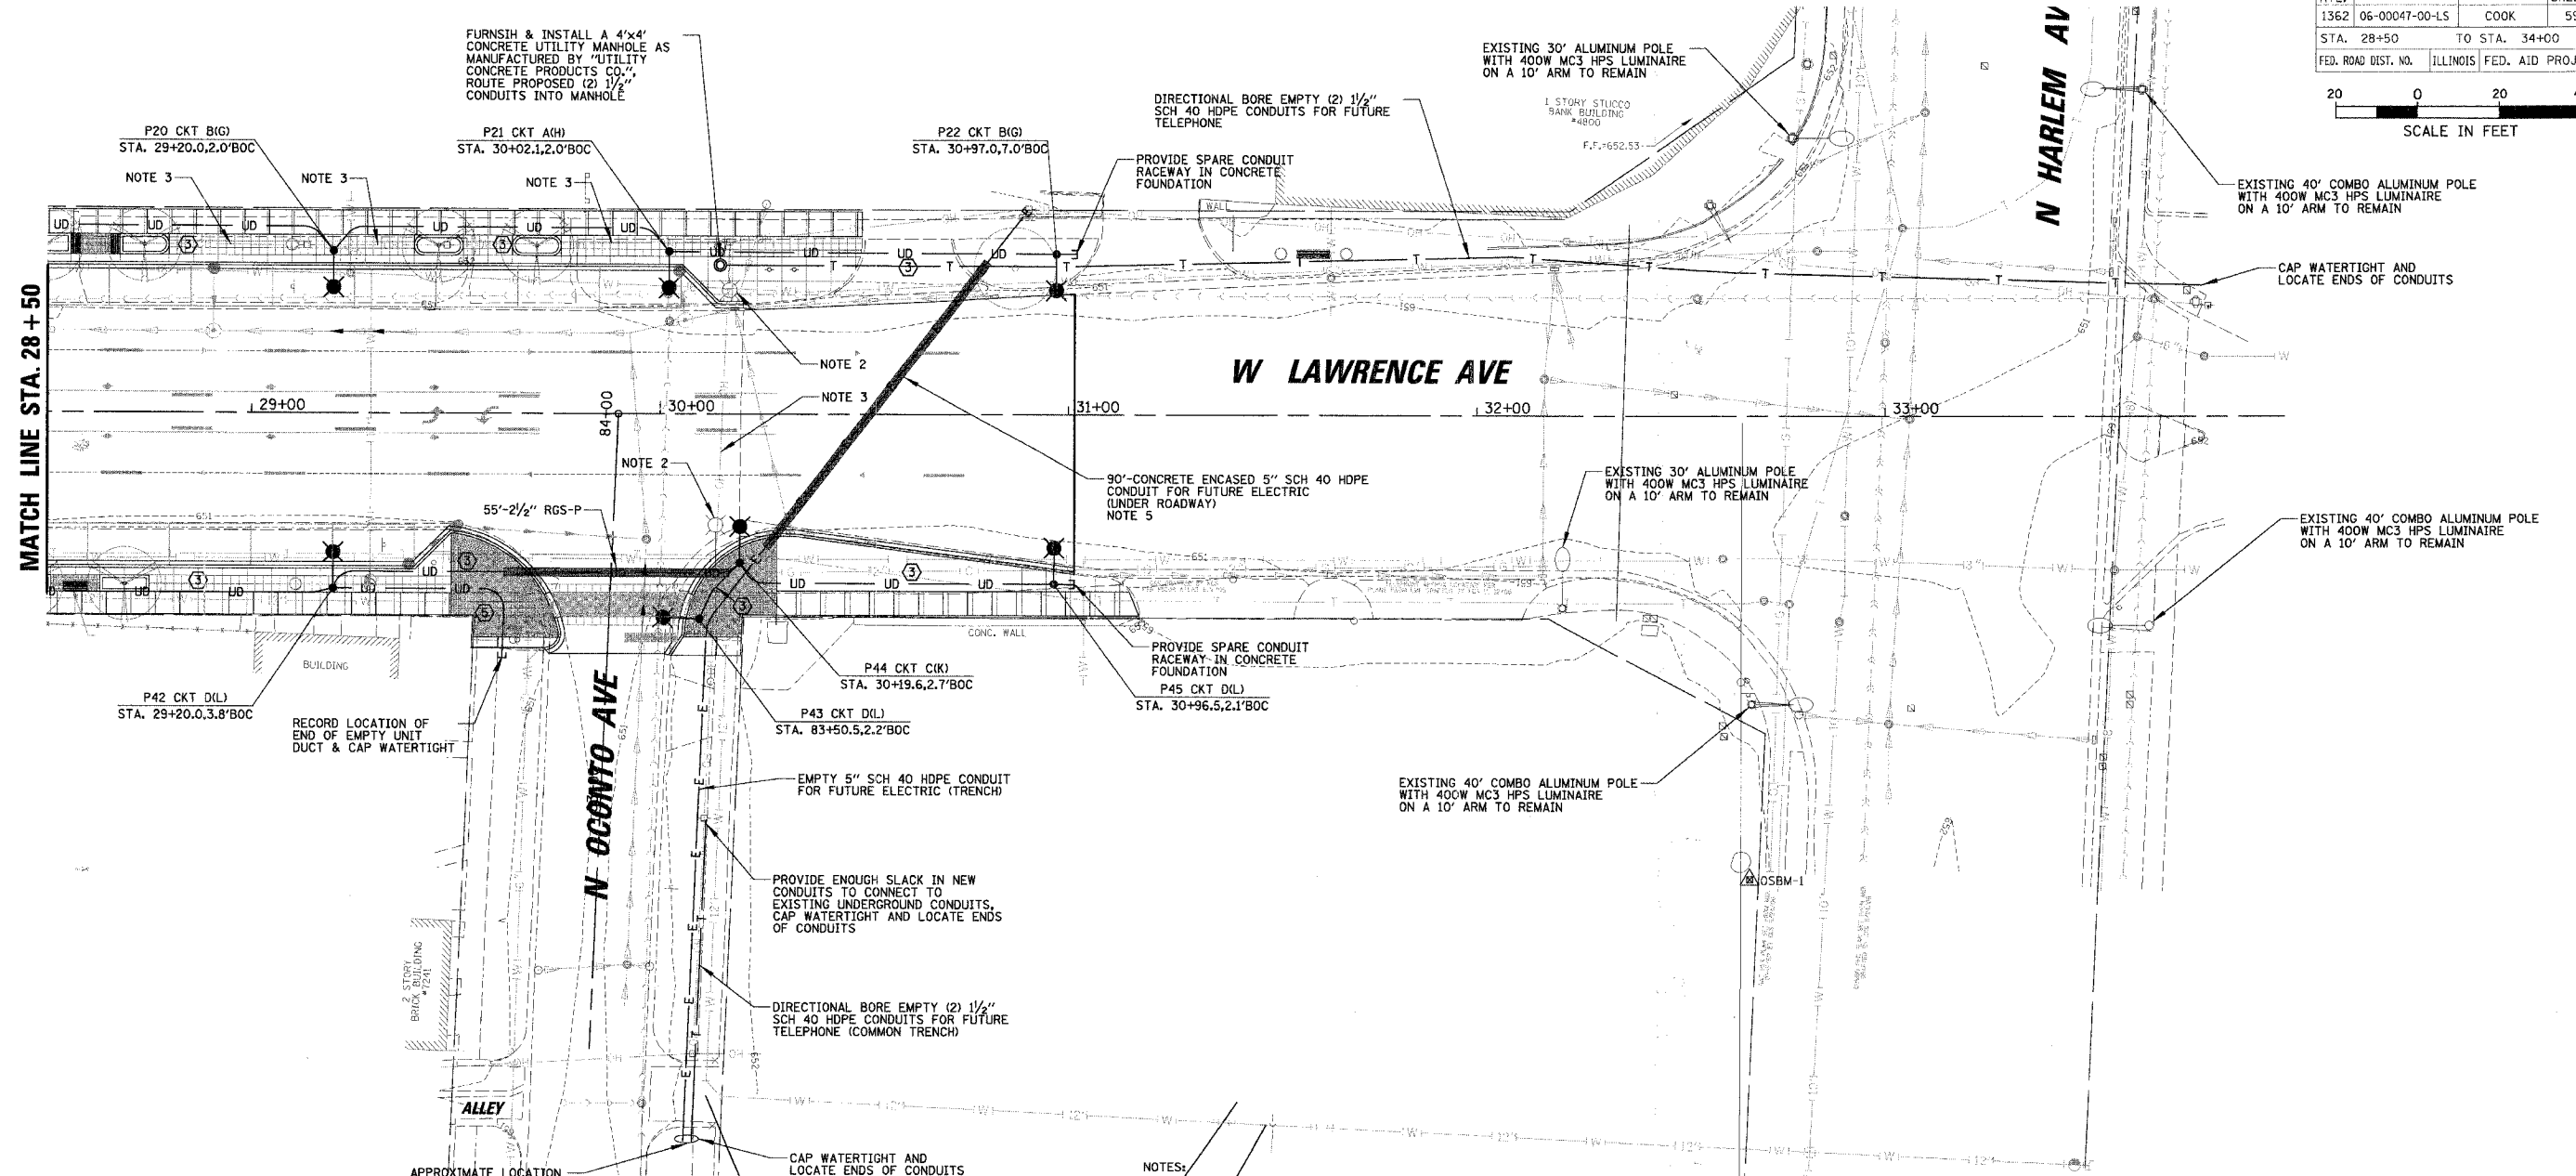 1362 06-00047-00-LS COOK
STA. 28+50 TO STA. 34+00
FED. ROAD DIST. NO. ILLINOIS FED. AID PROJ
20 0 20
SCALE IN FEET
FURNSIH & INSTALL A 4'x4'
CONCRETE UTILITY MANHOLE AS
MANUFACTURED BY "UTILITY
CONCRETE PRODUCTS CO.",
ROUTE PROPOSED (2) 1½"
CONDUITS INTO MANHOLE
P20 CKT B(G)
STA. 29+20.0,2.0'BOC
P21 CKT A(H)
STA. 30+02.1,2.0'BOC
P22 CKT B(G)
STA. 30+97.0,7.0'BOC
NOTE 3
NOTE 3
NOTE 3
PROVIDE SPARE CONDUIT
RACEWAY IN CONCRETE
FOUNDATION
DIRECTIONAL BORE EMPTY (2) 1½"
SCH 40 HDPE CONDUITS FOR FUTURE
TELEPHONE
EXISTING 30' ALUMINUM POLE
WITH 400W MC3 HPS LUMINAIRE
ON A 10' ARM TO REMAIN
1 STORY STUCCO
BANK BUILDING
#4800
F.F.=652.53
WALL
N HARLEM AV
EXISTING 40' COMBO ALUMINUM POLE
WITH 400W MC3 HPS LUMINAIRE
ON A 10' ARM TO REMAIN
CAP WATERTIGHT AND
LOCATE ENDS OF CONDUITS
MATCH LINE STA. 28+50
NOTE 2
W LAWRENCE AVE
NOTE 3
29+00
84+00
30+00
31+00
32+00
33+00
NOTE 2
90'-CONCRETE ENCASED 5" SCH 40 HDPE
CONDUIT FOR FUTURE ELECTRIC
(UNDER ROADWAY)
NOTE 5
EXISTING 30' ALUMINUM POLE
WITH 400W MC3 HPS LUMINAIRE
ON A 10' ARM TO REMAIN
55'-2½" RGS-P
EXISTING 40' COMBO ALUMINUM POLE
WITH 400W MC3 HPS LUMINAIRE
ON A 10' ARM TO REMAIN
CONC. WALL
BUILDING
PROVIDE SPARE CONDUIT
RACEWAY IN CONCRETE
FOUNDATION
P42 CKT D(L)
STA. 29+20.0,3.8'BOC
P44 CKT C(K)
STA. 30+19.6,2.7'BOC
P45 CKT D(L)
STA. 30+96.5,2.1'BOC
P43 CKT D(L)
STA. 83+50.5,2.2'BOC
RECORD LOCATION OF
END OF EMPTY UNIT
DUCT & CAP WATERTIGHT
N OCONTO AVE
EMPTY 5" SCH 40 HDPE CONDUIT
FOR FUTURE ELECTRIC (TRENCH)
EXISTING 40' COMBO ALUMINUM POLE
WITH 400W MC3 HPS LUMINAIRE
ON A 10' ARM TO REMAIN
OSBM-1
PROVIDE ENOUGH SLACK IN NEW
CONDUITS TO CONNECT TO
EXISTING UNDERGROUND CONDUITS,
CAP WATERTIGHT AND LOCATE ENDS
OF CONDUITS
2 STORY
BRICK BUILDING
#7241
DIRECTIONAL BORE EMPTY (2) 1½"
SCH 40 HDPE CONDUITS FOR FUTURE
TELEPHONE (COMMON TRENCH)
ALLEY
APPROXIMATE LOCATION
CAP WATERTIGHT AND
LOCATE ENDS OF CONDUITS
NOTES: